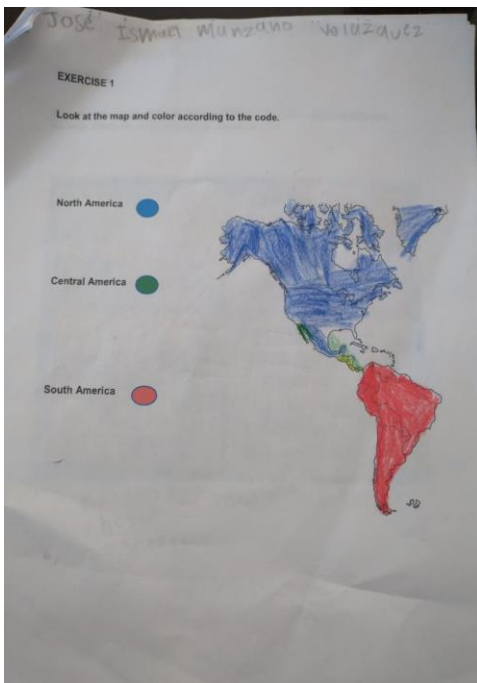 José Ismael Manzano Velázquez
EXERCISE 1
Look at the map and color according to the code.
North America
Central America
South America